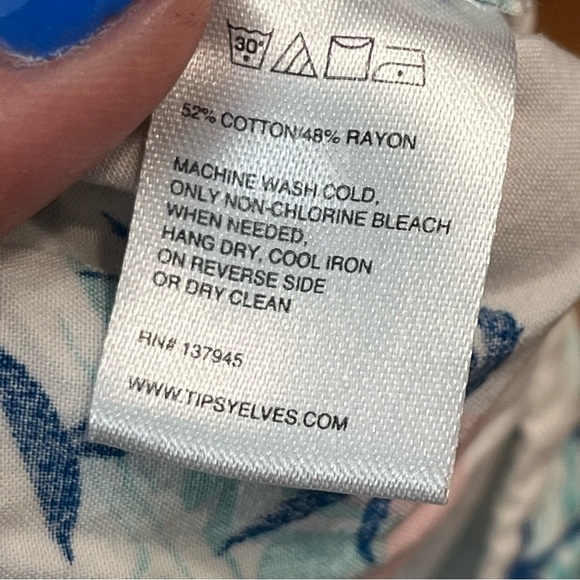 30°
52% COTTON/48% RAYON
MACHINE WASH COLD,
ONLY NON-CHLORINE BLEACH
WHEN NEEDED,
HANG DRY, COOL IRON
ON REVERSE SIDE
OR DRY CLEAN
RN# 137945
WWW.TIPSYELVES.COM